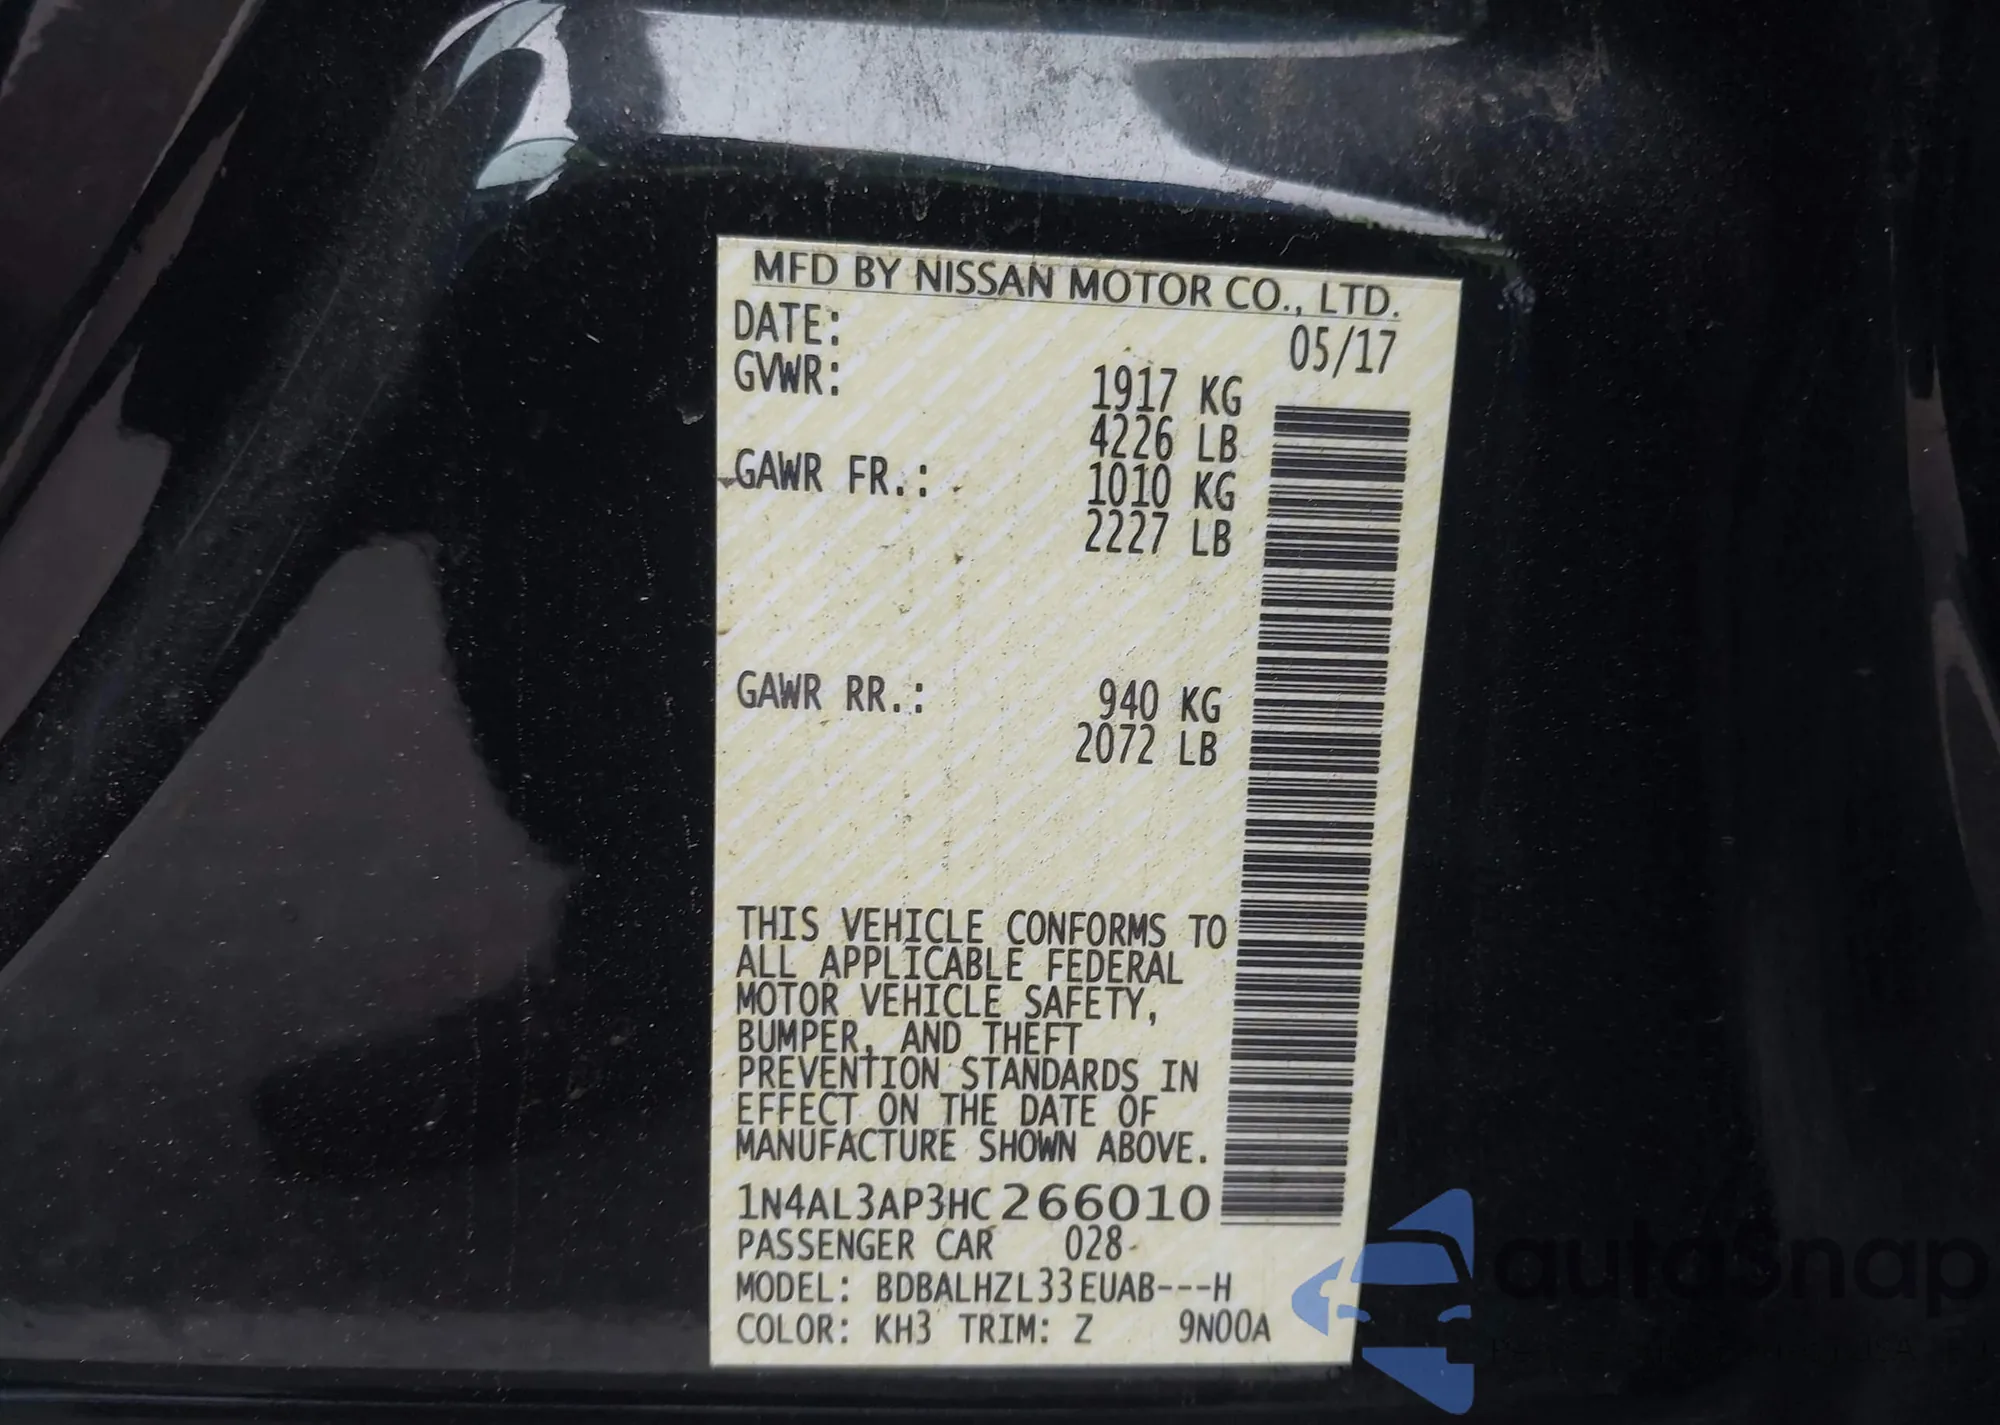 MFD BY NISSAN MOTOR CO., LTD.
DATE: 05/17
GVWR: 1917 KG
4226 LB
GAWR FR.: 1010 KG
2227 LB
GAWR RR.: 940 KG
2072 LB
THIS VEHICLE CONFORMS TO
ALL APPLICABLE FEDERAL
MOTOR VEHICLE SAFETY,
BUMPER, AND THEFT
PREVENTION STANDARDS IN
EFFECT ON THE DATE OF
MANUFACTURE SHOWN ABOVE.
1N4AL3AP3HC266010
PASSENGER CAR 028-
MODEL: BDBALHZL33EUAB---H
COLOR: KH3 TRIM: Z 9N00A
autosnap